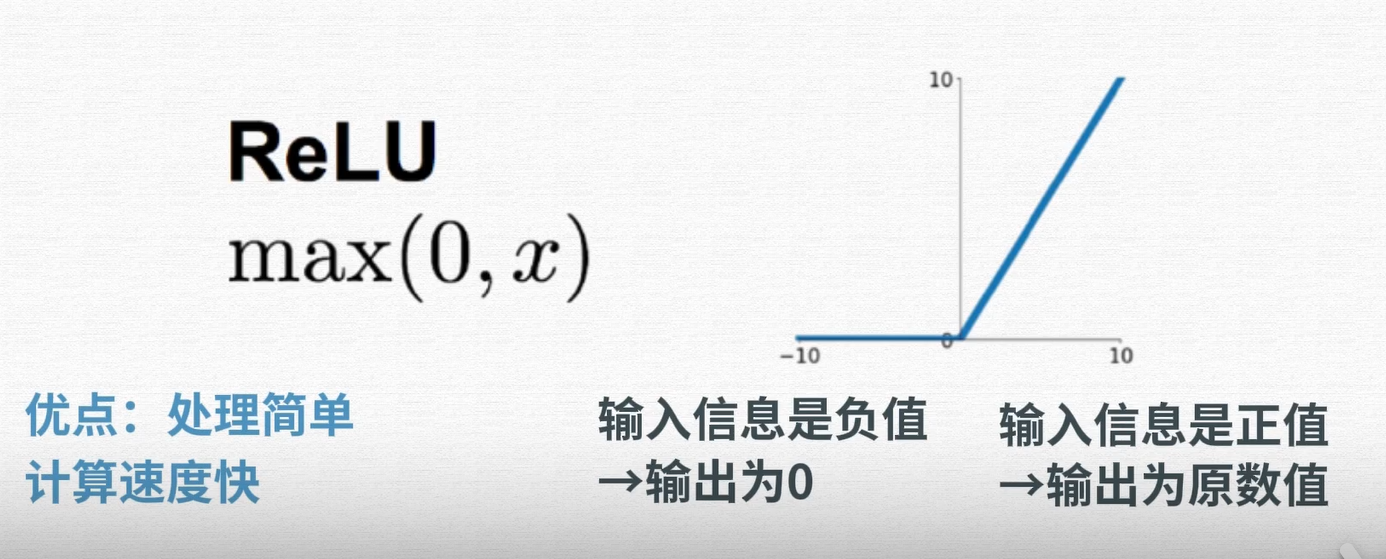 ReLU
max(0, x)
10
0
−10
10
优点：处理简单
计算速度快
输入信息是负值
→输出为0
输入信息是正值
→输出为原数值